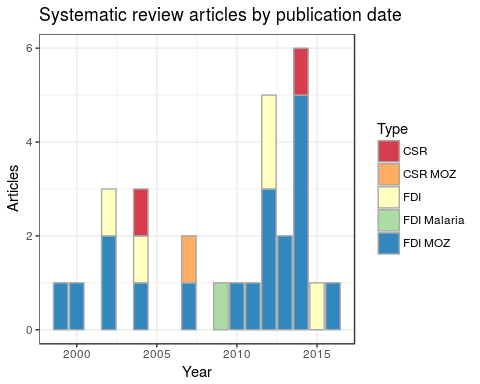 Systematic review articles by publication date
6
4
2
0
Articles
2000 2005 2010 2015
Year
Type
CSR
CSR MOZ
FDI
FDI Malaria
FDI MOZ